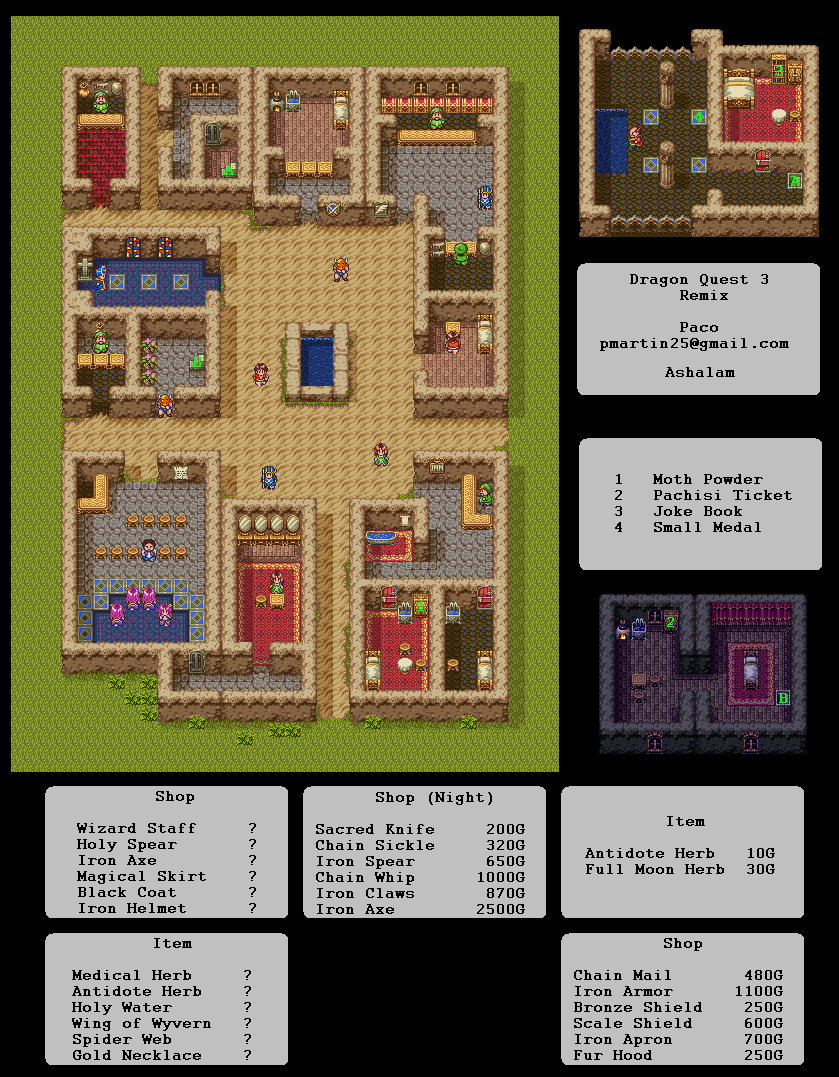 Dragon Quest 3
Remix
Paco
pmartin25@gmail.com
Ashalam
1 Moth Powder
2 Pachisi Ticket
3 Joke Book
4 Small Medal
A
A
2
B
Shop
Wizard Staff ?
Holy Spear ?
Iron Axe ?
Magical Skirt ?
Black Coat ?
Iron Helmet ?
Shop (Night)
Sacred Knife 200G
Chain Sickle 320G
Iron Spear 650G
Chain Whip 1000G
Iron Claws 870G
Iron Axe 2500G
Item
Antidote Herb 10G
Full Moon Herb 30G
Item
Medical Herb ?
Antidote Herb ?
Holy Water ?
Wing of Wyvern ?
Spider Web ?
Gold Necklace ?
Shop
Chain Mail 480G
Iron Armor 1100G
Bronze Shield 250G
Scale Shield 600G
Iron Apron 700G
Fur Hood 250G